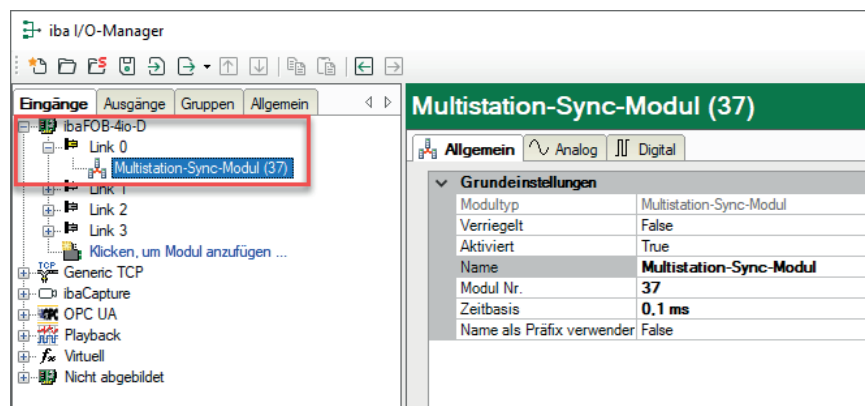 iba I/O-Manager
Eingänge Ausgänge Gruppen Allgemein
ibaFOB-4io-D
Link 0
Multistation-Sync-Modul (37)
Link 1
Link 2
Link 3
Klicken, um Modul anzufügen ...
TCP Generic TCP
ibaCapture
OPC UA
Playback
fx Virtuell
Nicht abgebildet
Multistation-Sync-Modul (37)
Allgemein Analog Digital
Grundeinstellungen
Modultyp Multistation-Sync-Modul
Verriegelt False
Aktiviert True
Name Multistation-Sync-Modul
Modul Nr. 37
Zeitbasis 0,1 ms
Name als Präfix verwender False